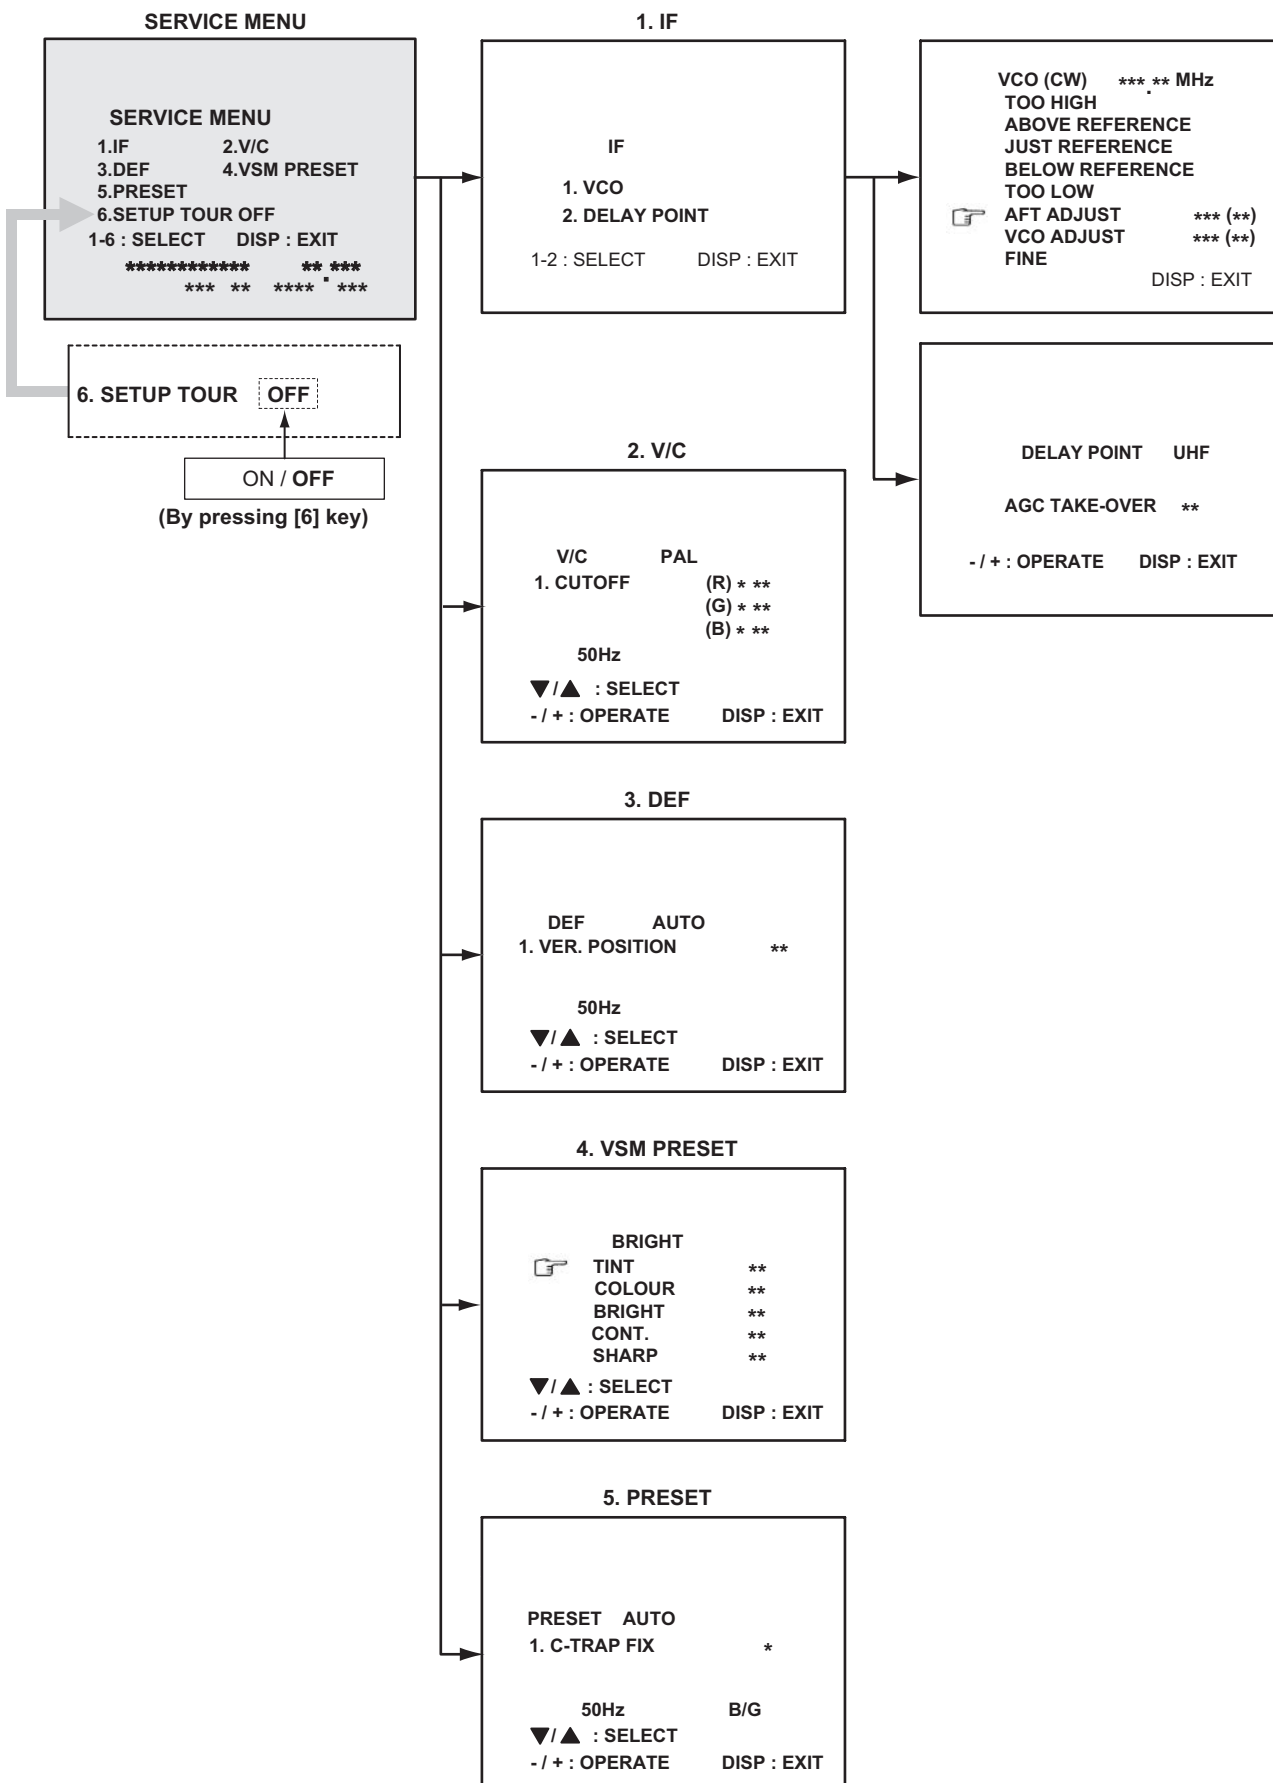 SERVICE MENU
SERVICE MENU
1.IF 2.V/C
3.DEF 4.VSM PRESET
5.PRESET
6.SETUP TOUR OFF
1-6 : SELECT DISP : EXIT
************ **.***
*** ** **** ***
6. SETUP TOUR OFF
ON / OFF
(By pressing [6] key)
1. IF
IF
1. VCO
2. DELAY POINT
1-2 : SELECT DISP : EXIT
VCO (CW) ***.** MHz
TOO HIGH
ABOVE REFERENCE
JUST REFERENCE
BELOW REFERENCE
TOO LOW
AFT ADJUST *** (**)
VCO ADJUST *** (**)
FINE
DISP : EXIT
DELAY POINT UHF
AGC TAKE-OVER **
- / + : OPERATE DISP : EXIT
2. V/C
V/C PAL
1. CUTOFF (R) * **
(G) * **
(B) * **
50Hz
▼/▲ : SELECT
- / + : OPERATE DISP : EXIT
3. DEF
DEF AUTO
1. VER. POSITION **
50Hz
▼/▲ : SELECT
- / + : OPERATE DISP : EXIT
4. VSM PRESET
BRIGHT
TINT **
COLOUR **
BRIGHT **
CONT. **
SHARP **
▼/▲ : SELECT
- / + : OPERATE DISP : EXIT
5. PRESET
PRESET AUTO
1. C-TRAP FIX *
50Hz B/G
▼/▲ : SELECT
- / + : OPERATE DISP : EXIT